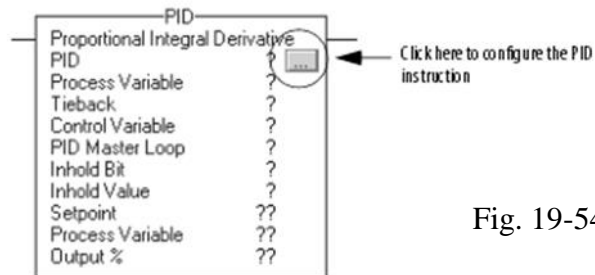 PID
Proportional Integral Derivative
PID ? ...
Process Variable ?
Tieback ?
Control Variable ?
PID Master Loop ?
Inhold Bit ?
Inhold Value ?
Setpoint ??
Process Variable ??
Output % ??
Click here to configure the PID
instruction
Fig. 19-54